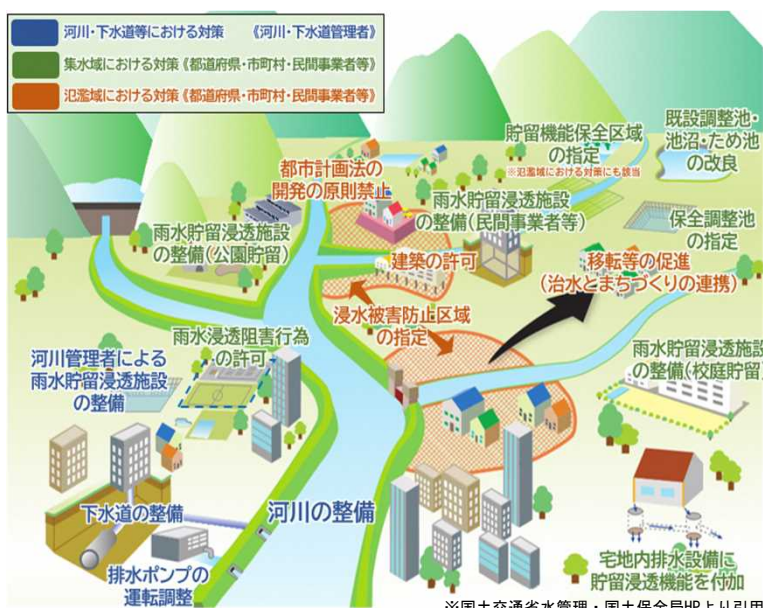 河川・下水道等における対策　《河川・下水道管理者》
集水域における対策《都道府県・市町村・民間事業者等》
氾濫域における対策《都道府県・市町村・民間事業者等》
貯留機能保全区域
の指定
※氾濫域における対策にも該当
既設調整池・
池沼・ため池
の改良
都市計画法の
開発の原則禁止
雨水貯留浸透施設
の整備(民間事業者等)
雨水貯留浸透施設
の整備(公園貯留)
保全調整池
の指定
建築の許可
移転等の促進
(治水とまちづくりの連携)
浸水被害防止区域
の指定
雨水浸透阻害行為
の許可
河川管理者による
雨水貯留浸透施設
の整備
雨水貯留浸透施設
の整備(校庭貯留)
下水道の整備
河川の整備
排水ポンプの
運転調整
宅地内排水設備に
貯留浸透機能を付加
※国土交通省水管理・国土保全局HPより引用